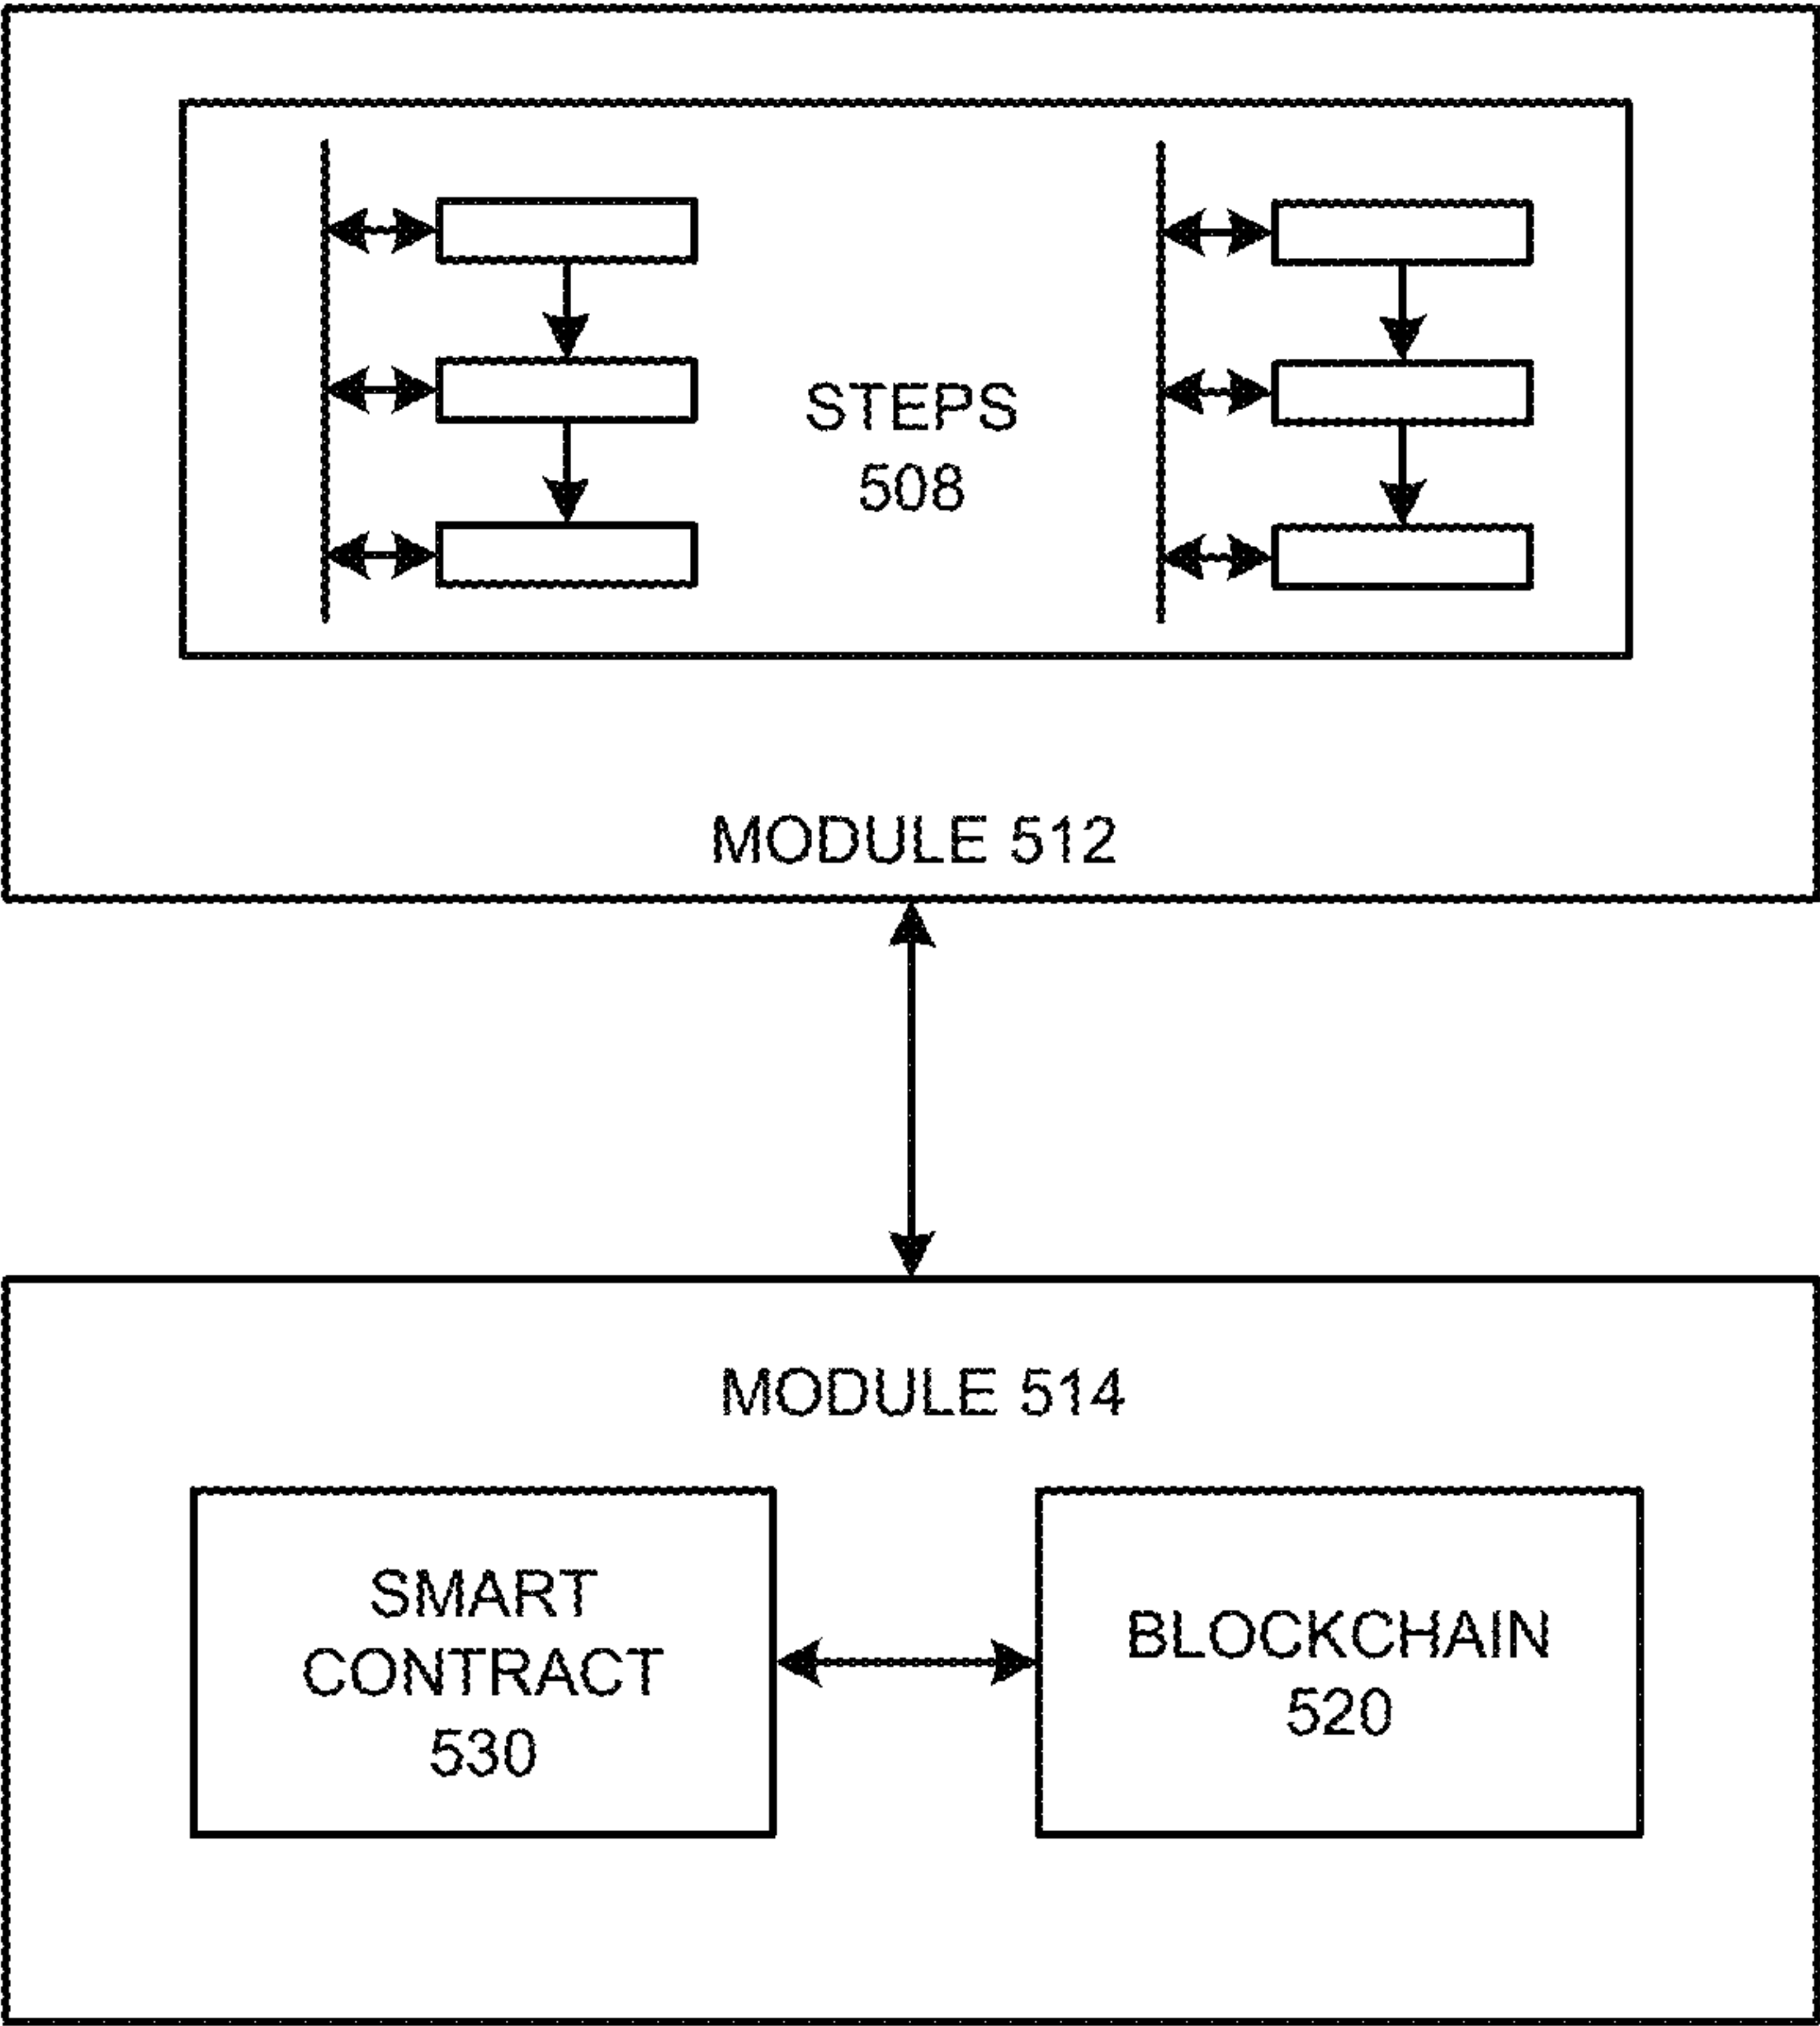 STEPS
508
MODULE 512
MODULE 514
SMART
CONTRACT
530
BLOCKCHAIN
520